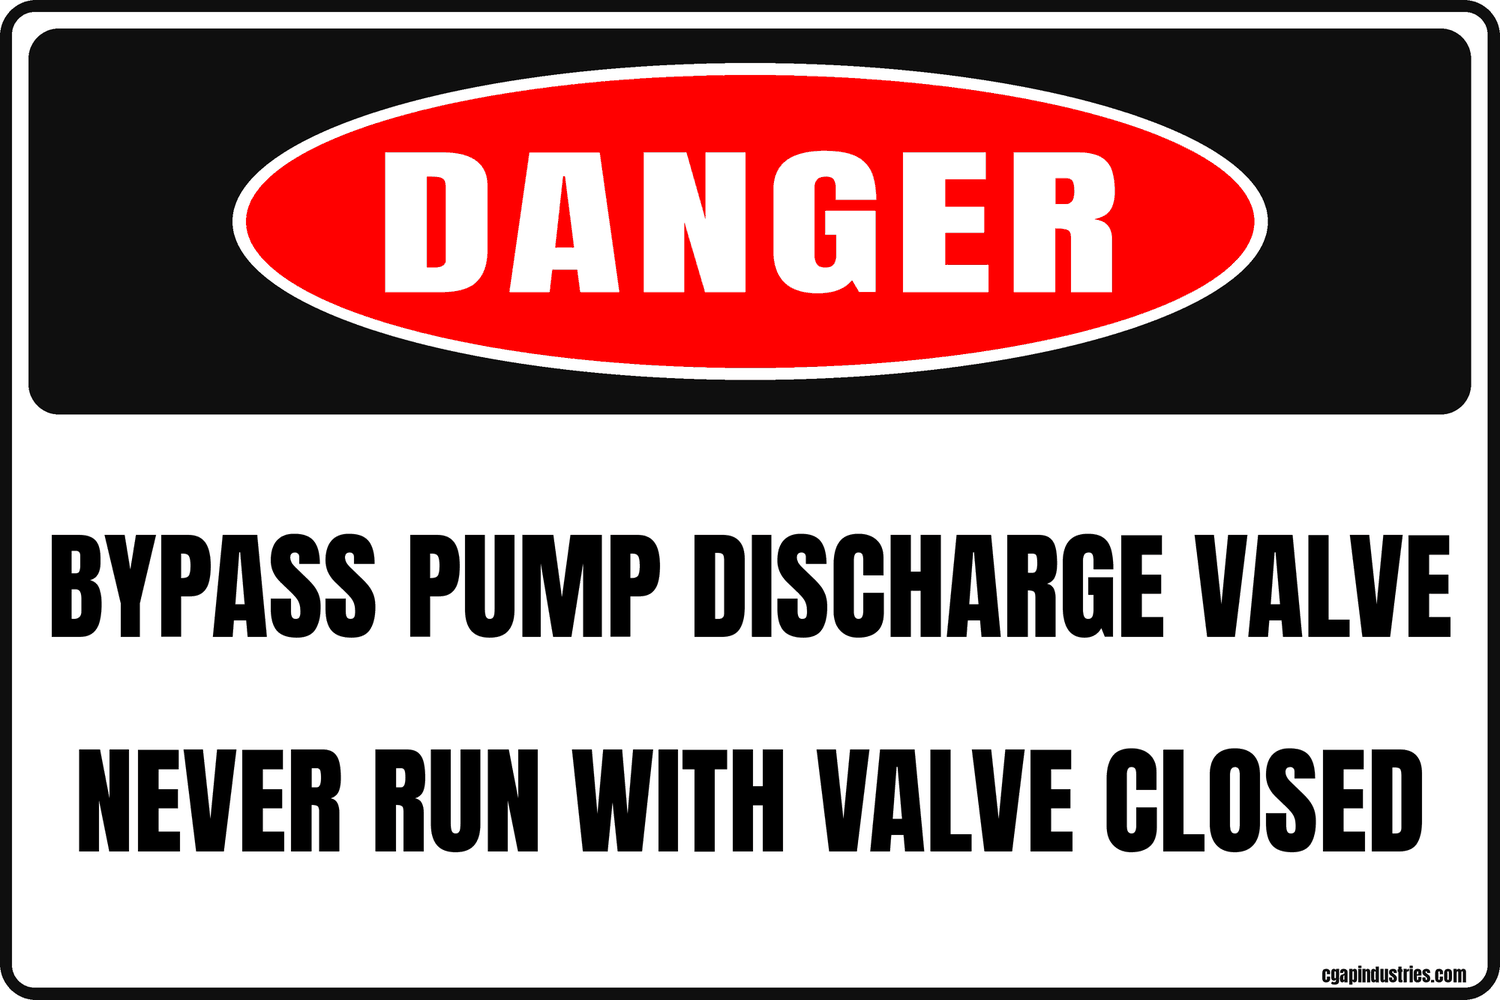 DANGER
BYPASS PUMP DISCHARGE VALVE
NEVER RUN WITH VALVE CLOSED
cgapindustries.com